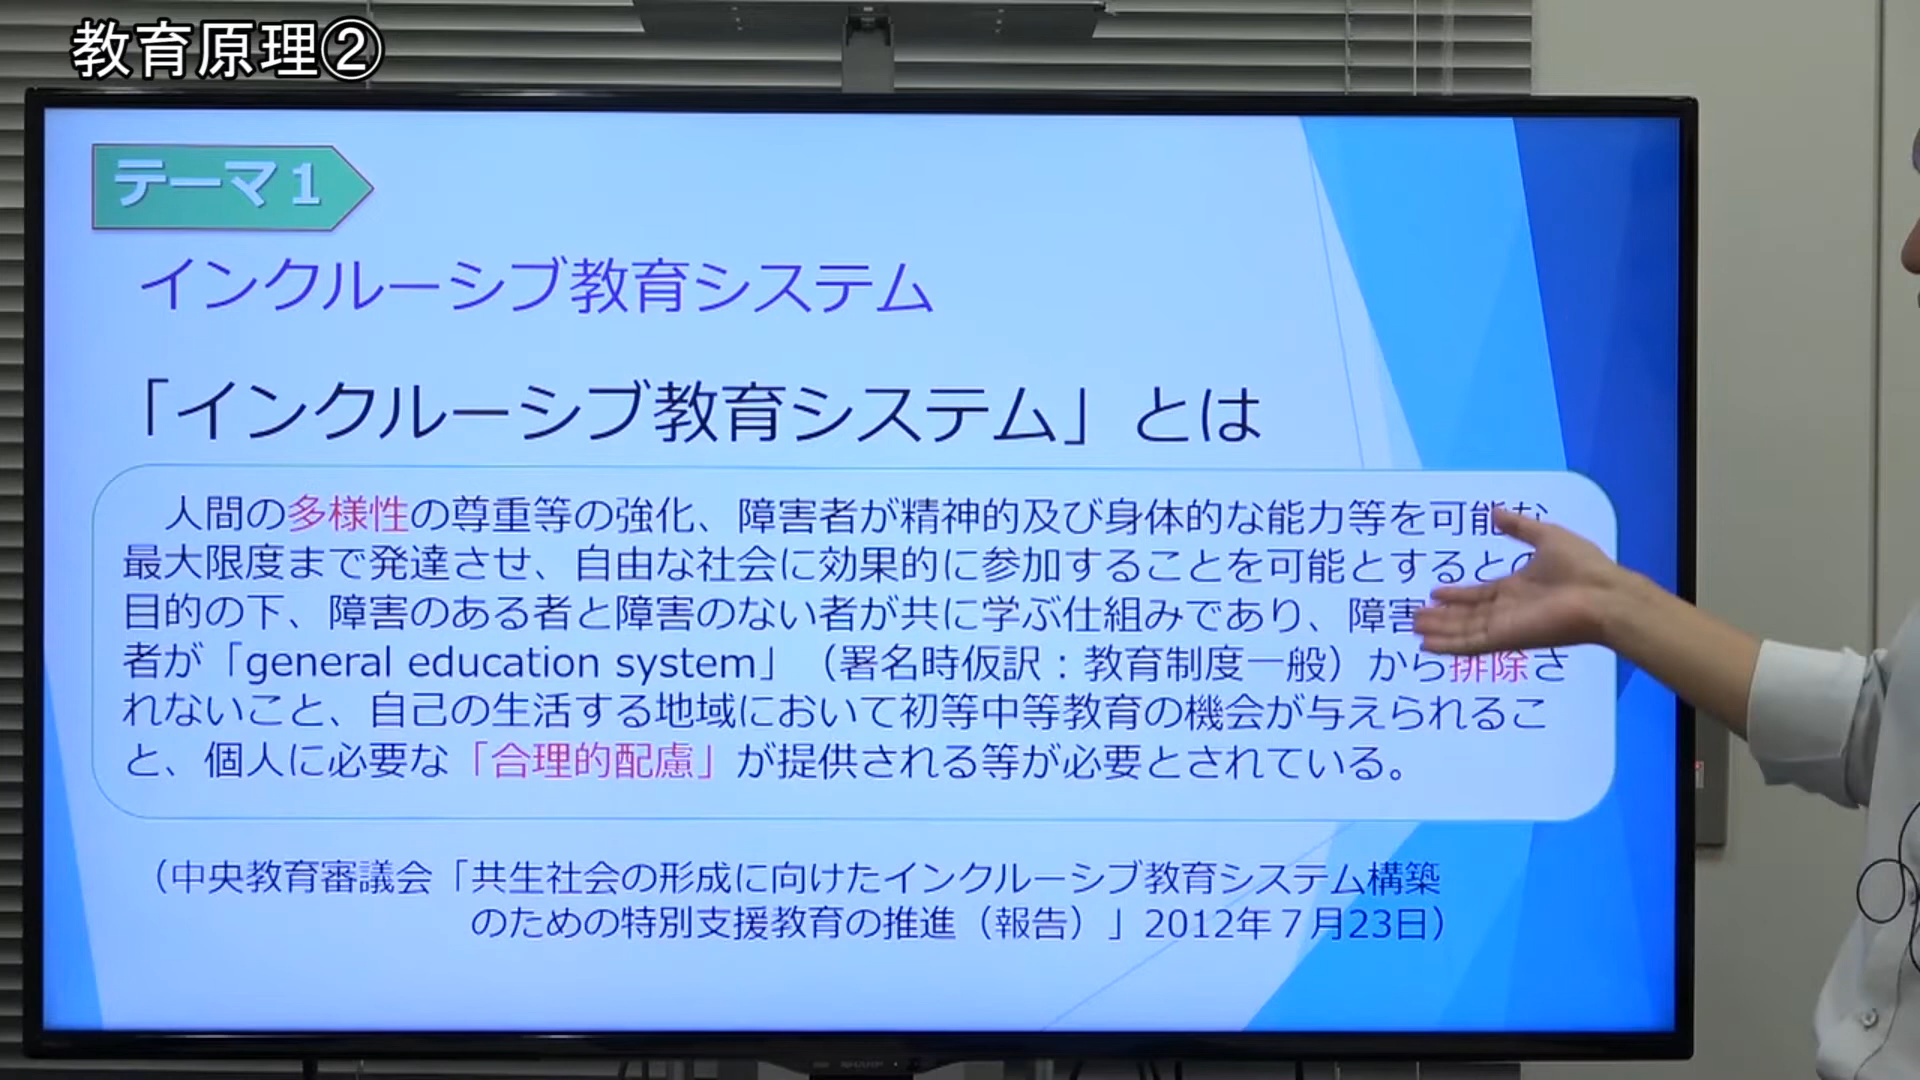 教育原理②
テーマ１
インクルーシブ教育システム
「インクルーシブ教育システム」とは
人間の多様性の尊重等の強化、障害者が精神的及び身体的な能力等を可能な
最大限度まで発達させ、自由な社会に効果的に参加することを可能とするとの
目的の下、障害のある者と障害のない者が共に学ぶ仕組みであり、障害
者が「general education system」（署名時仮訳：教育制度一般）から排除さ
れないこと、自己の生活する地域において初等中等教育の機会が与えられるこ
と、個人に必要な「合理的配慮」が提供される等が必要とされている。
（中央教育審議会「共生社会の形成に向けたインクルーシブ教育システム構築
のための特別支援教育の推進（報告）」2012年７月23日）